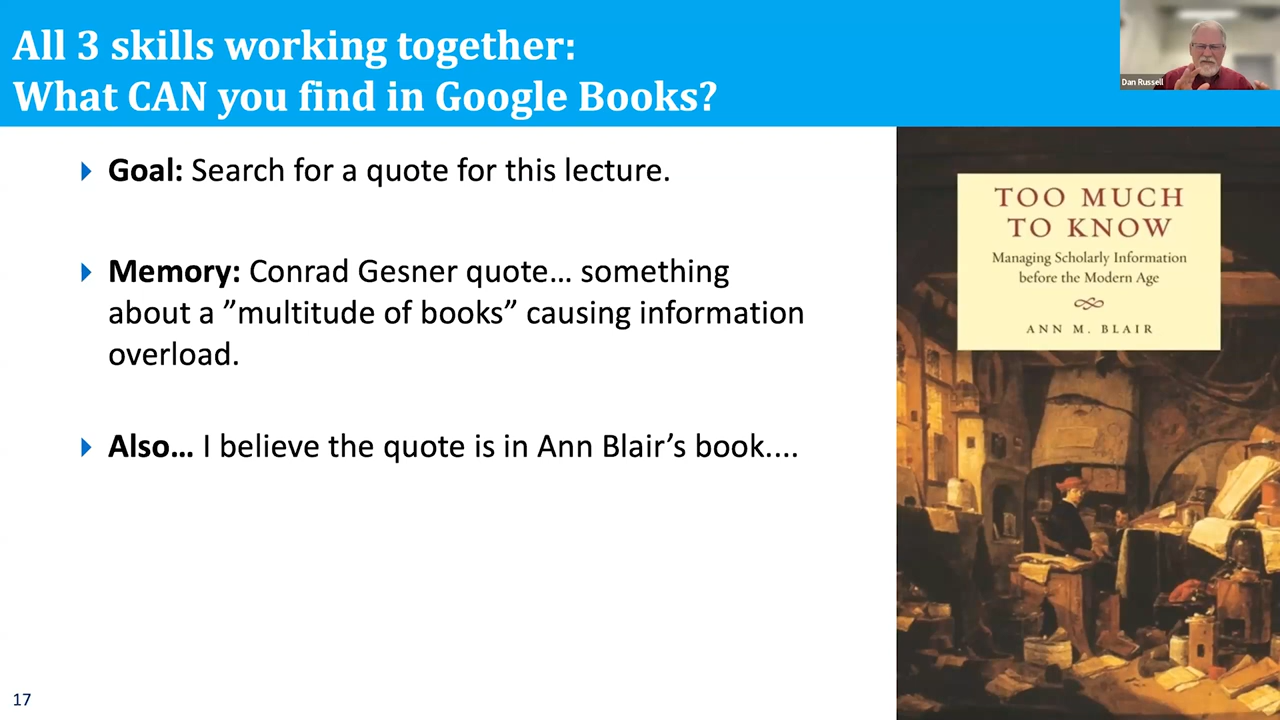 All 3 skills working together:
What CAN you find in Google Books?
Dan Russell
Goal: Search for a quote for this lecture.
Memory: Conrad Gesner quote... something
about a ”multitude of books” causing information
overload.
Also... I believe the quote is in Ann Blair’s book....
TOO MUCH
TO KNOW
Managing Scholarly Information
before the Modern Age
ANN M. BLAIR
17